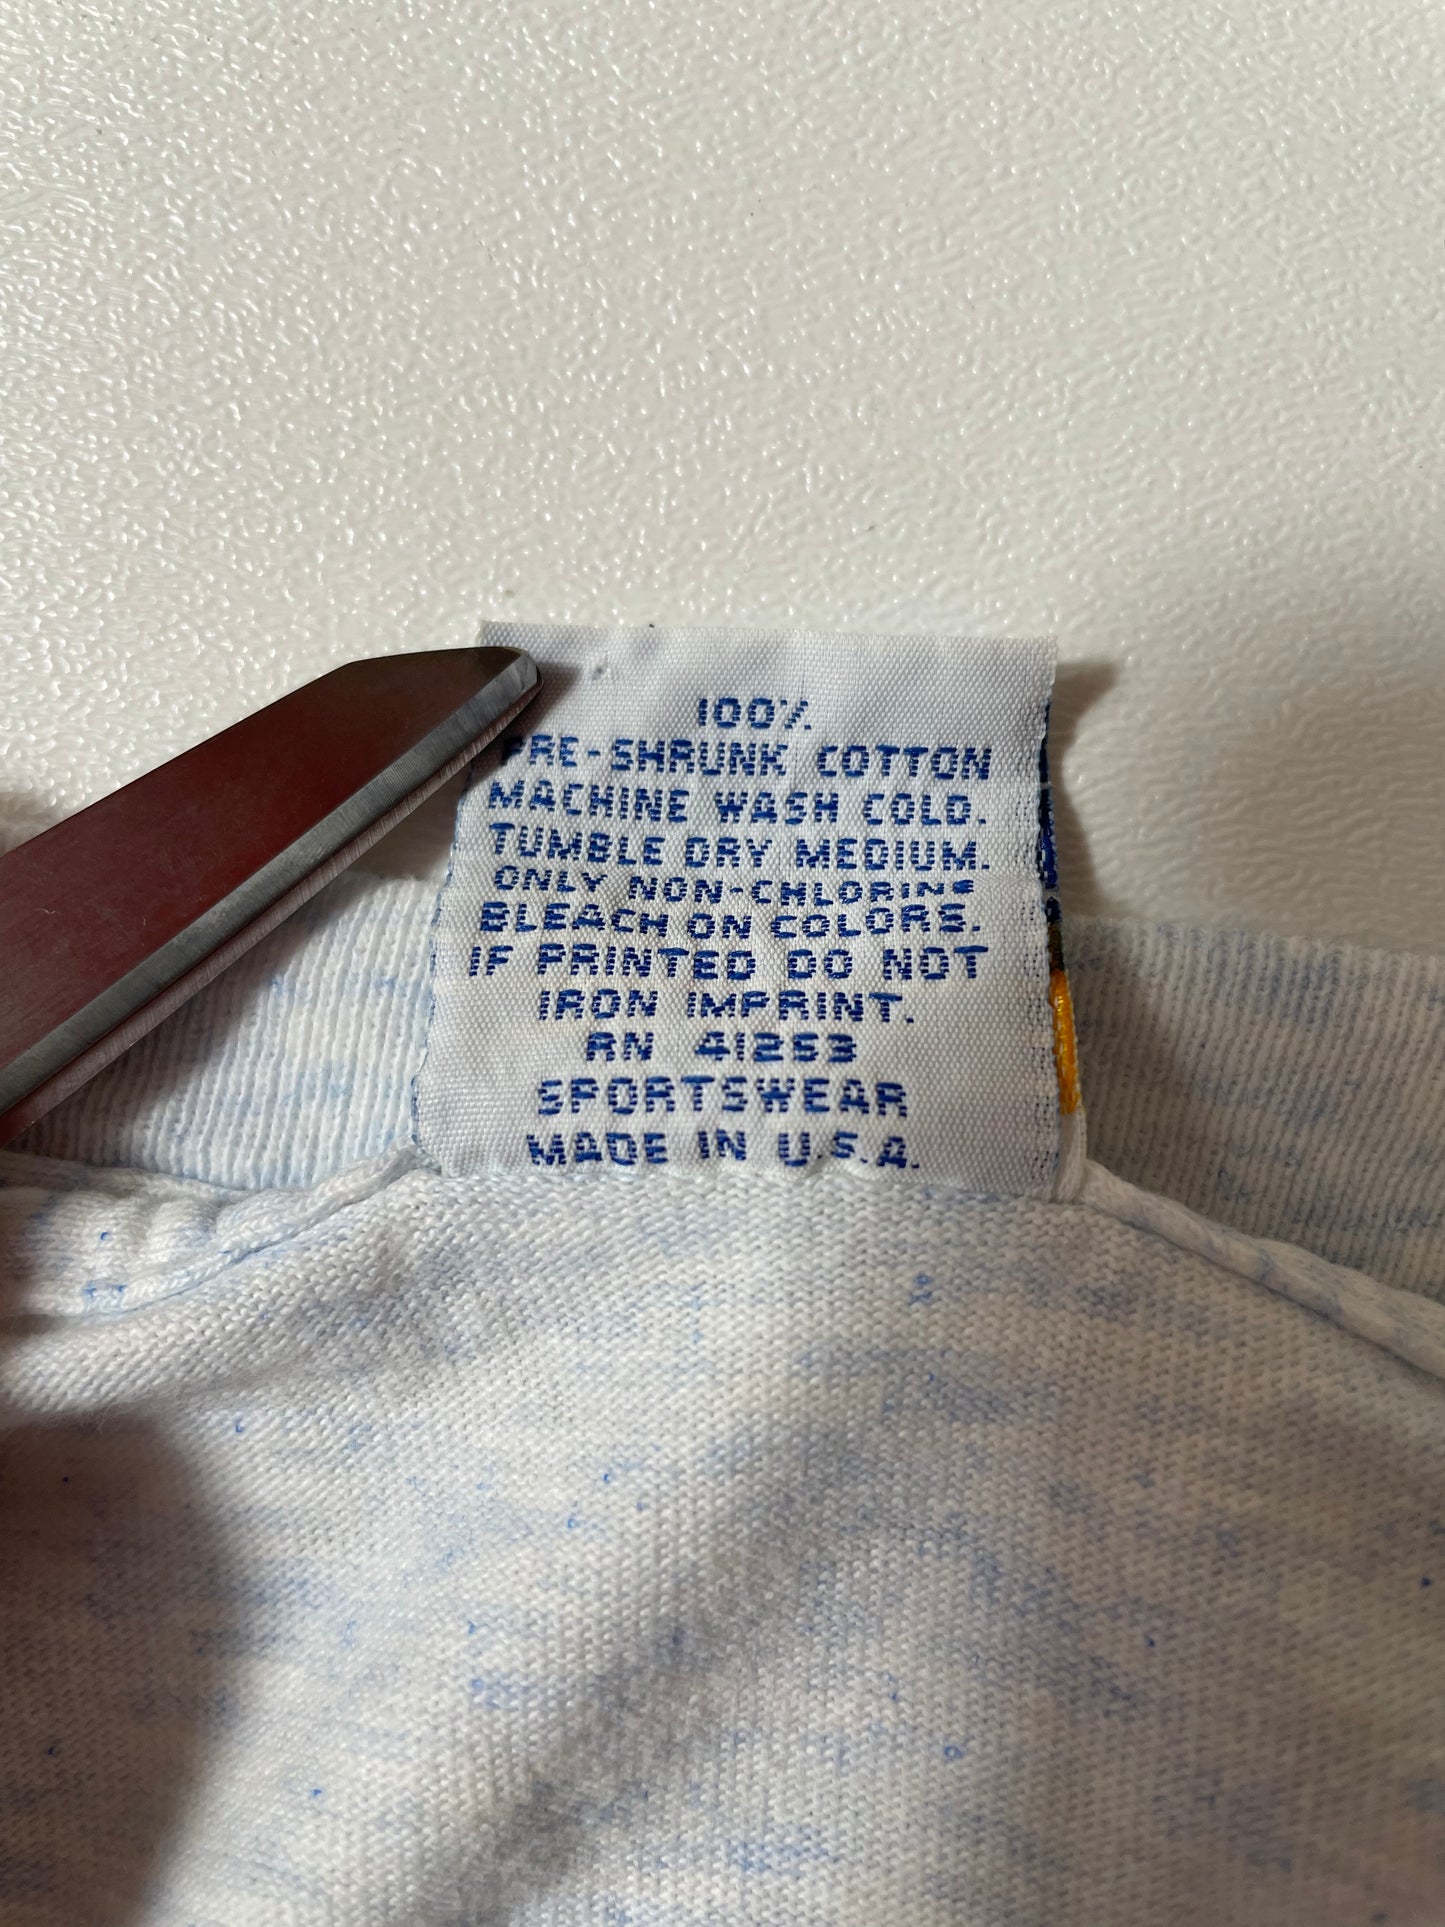 100%
PRE-SHRUNK COTTON
MACHINE WASH COLD.
TUMBLE DRY MEDIUM.
ONLY NON-CHLORINE
BLEACH ON COLORS.
IF PRINTED DO NOT
IRON IMPRINT.
RN 41253
SPORTSWEAR
MADE IN U.S.A.